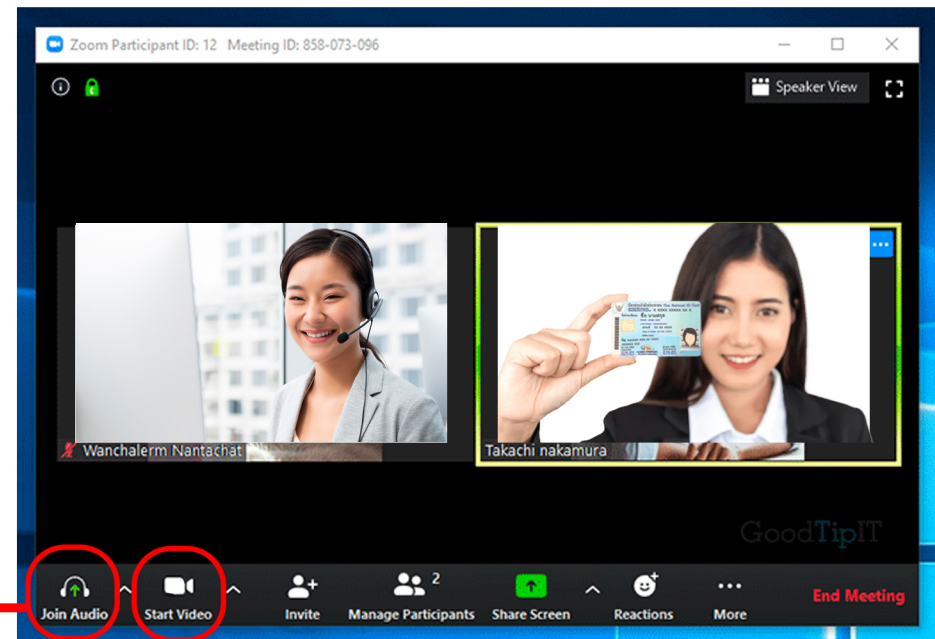 Zoom Participant ID: 12 Meeting ID: 858-073-096
Speaker View
Wanchalerm Nantachat
Takachi nakamura
GoodTipIT
2
Join Audio
Start Video
Invite
Manage Participants
Share Screen
Reactions
More
End Meeting